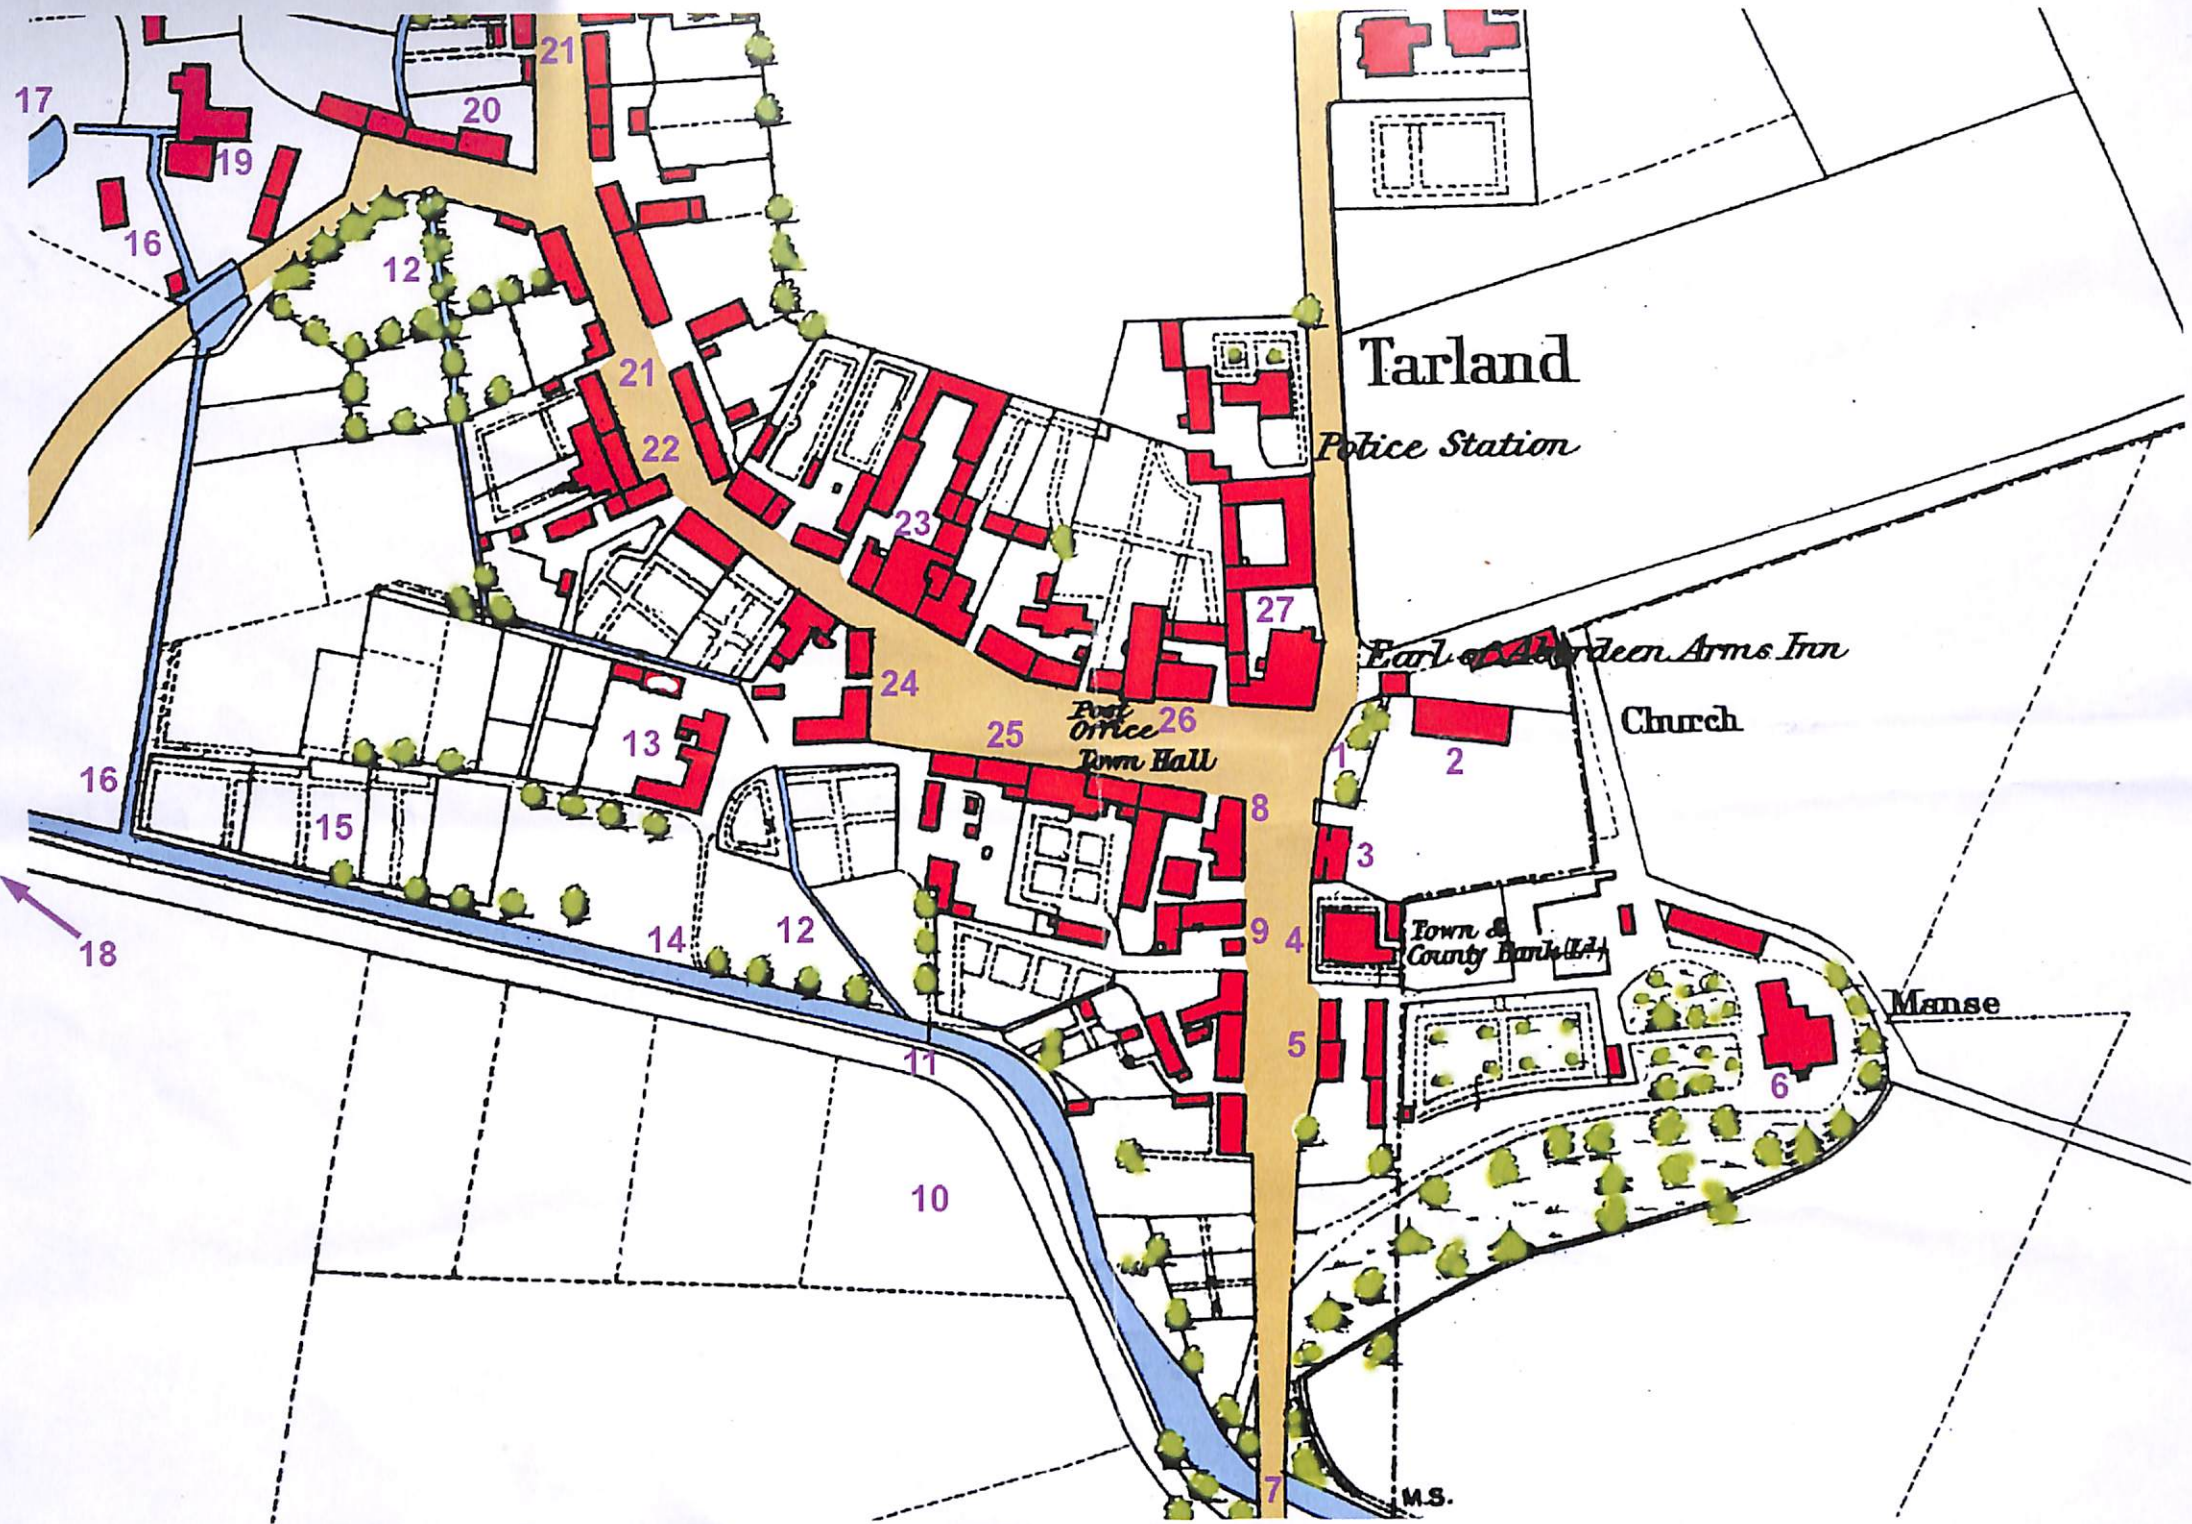 21
17
20
19
16
12
Tarland
21
Police Station
22
23
27
Earl of Aberdeen Arms Inn
24
Church
Post
Office
26
25
13
Town Hall
1
2
16
8
15
3
14
12
9
4
Town &
County Bank (Ld.)
18
Manse
11
5
6
10
7
M.S.